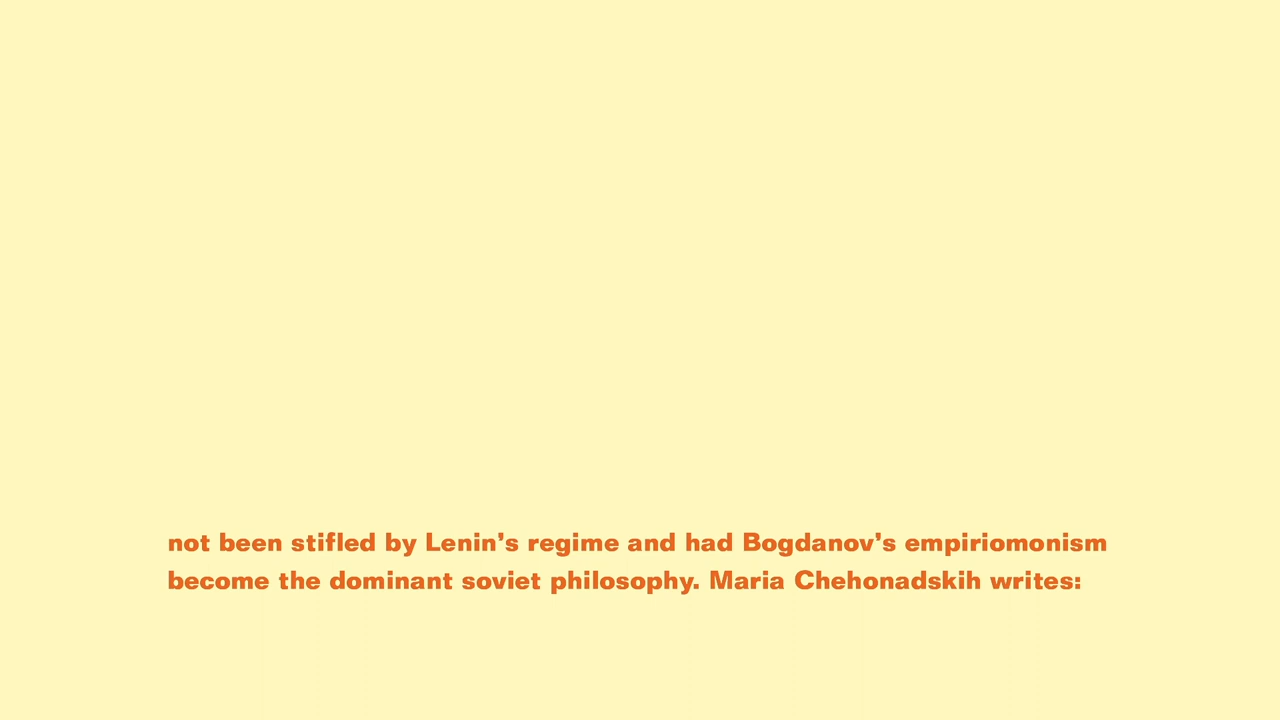 not been stifled by Lenin's regime and had Bogdanov's empiriomonism
become the dominant soviet philosophy. Maria Chehonadskih writes: